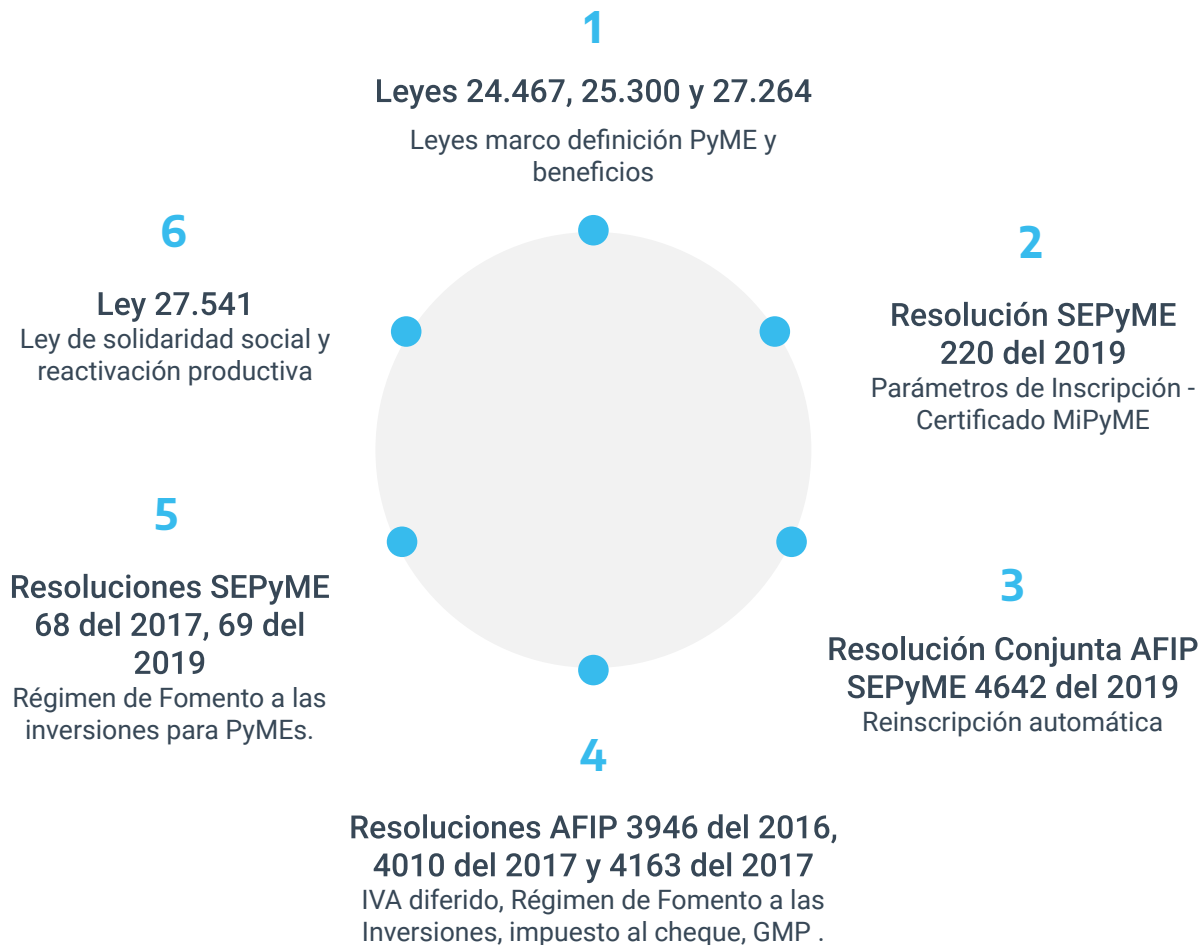 1
Leyes 24.467, 25.300 y 27.264
Leyes marco definición PyME y
beneficios
2
Resolución SEPyME
220 del 2019
Parámetros de Inscripción -
Certificado MiPyME
3
Resolución Conjunta AFIP
SEPyME 4642 del 2019
Reinscripción automática
4
Resoluciones AFIP 3946 del 2016,
4010 del 2017 y 4163 del 2017
IVA diferido, Régimen de Fomento a las
Inversiones, impuesto al cheque, GMP .
5
Resoluciones SEPyME
68 del 2017, 69 del
2019
Régimen de Fomento a las
inversiones para PyMEs.
6
Ley 27.541
Ley de solidaridad social y
reactivación productiva